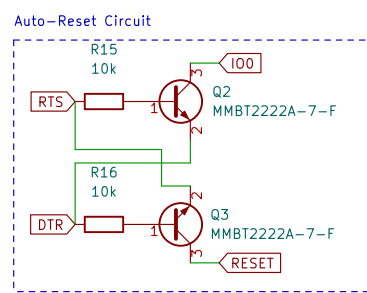 Auto-Reset Circuit
R15
10k
3
IO0
RTS
1
Q2
MMBT2222A-7-F
2
R16
10k
2
DTR
1
Q3
MMBT2222A-7-F
3
RESET